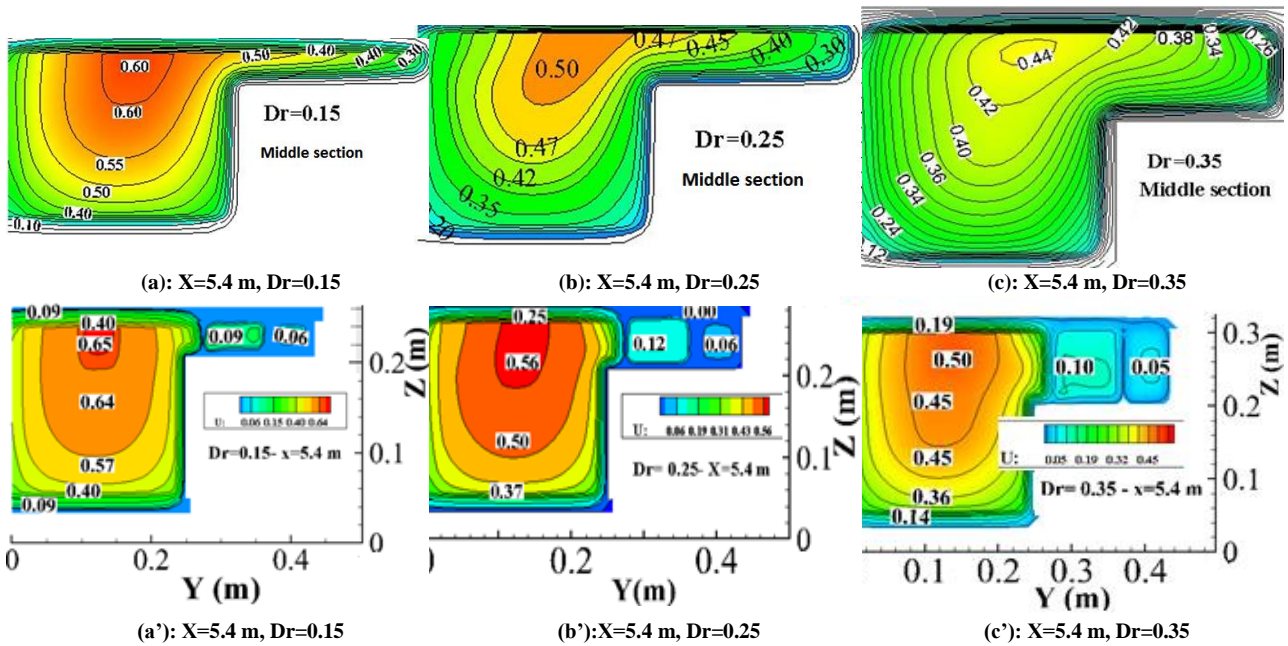 0.60
0.50
0.40
0.40
0.30
0.60
0.55
0.50
0.40
0.10
Dr=0.15
Middle section
(a): X=5.4 m, Dr=0.15
0.47
0.45
0.40
0.30
0.50
0.47
0.42
0.35
0.20
Dr=0.25
Middle section
(b): X=5.4 m, Dr=0.25
0.42
0.38
0.34
0.26
0.44
0.42
0.40
0.36
0.34
0.24
0.12
Dr=0.35
Middle section
(c): X=5.4 m, Dr=0.35
0.09
0.40
0.65
0.09
0.06
0.64
0.57
0.40
0.09
U: 0.06 0.15 0.40 0.64
Dr=0.15- x=5.4 m
0.2
0.1
0
Z (m)
0 0.2 0.4
Y (m)
(a’): X=5.4 m, Dr=0.15
0.25
0.00
0.56
0.12
0.06
0.50
0.37
U: 0.06 0.19 0.31 0.43 0.56
Dr= 0.25- X=5.4 m
0.2
0.1
0
Z (m)
0 0.2 0.4
Y(m)
(b’):X=5.4 m, Dr=0.25
0.19
0.50
0.10
0.05
0.45
0.45
0.36
0.14
U: 0.05 0.19 0.32 0.45
Dr= 0.35 - x=5.4 m
0.3
0.2
0.1
0
Z (m)
0.1 0.2 0.3 0.4
Y (m)
(c’): X=5.4 m, Dr=0.35